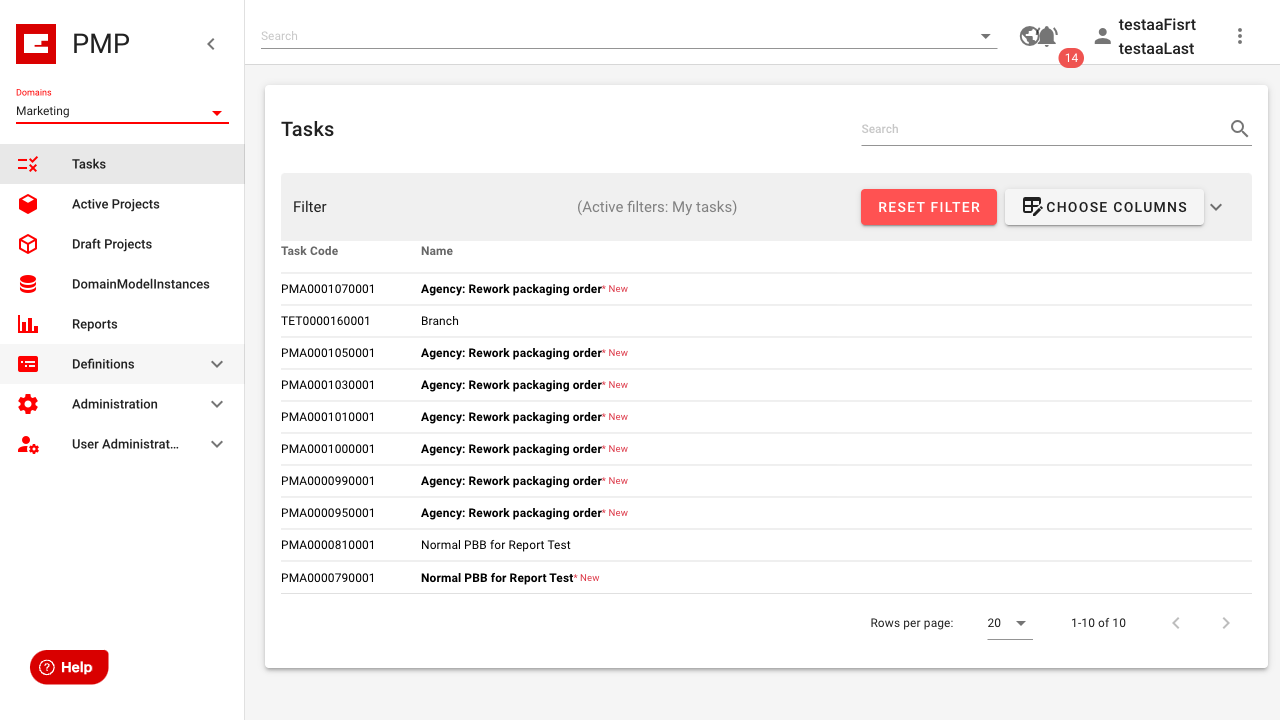 PMP
Domains
Marketing
Tasks
Active Projects
Draft Projects
DomainModelInstances
Reports
Definitions
Administration
User Administrat...
Help
Search
14
testaaFisrt
testaaLast
Tasks
Search
Filter
(Active filters: My tasks)
RESET FILTER
CHOOSE COLUMNS
Task Code Name
PMA0001070001 Agency: Rework packaging order* New
TET0000160001 Branch
PMA0001050001 Agency: Rework packaging order* New
PMA0001030001 Agency: Rework packaging order* New
PMA0001010001 Agency: Rework packaging order* New
PMA0001000001 Agency: Rework packaging order* New
PMA0000990001 Agency: Rework packaging order* New
PMA0000950001 Agency: Rework packaging order* New
PMA0000810001 Normal PBB for Report Test
PMA0000790001 Normal PBB for Report Test* New
Rows per page: 20 1-10 of 10